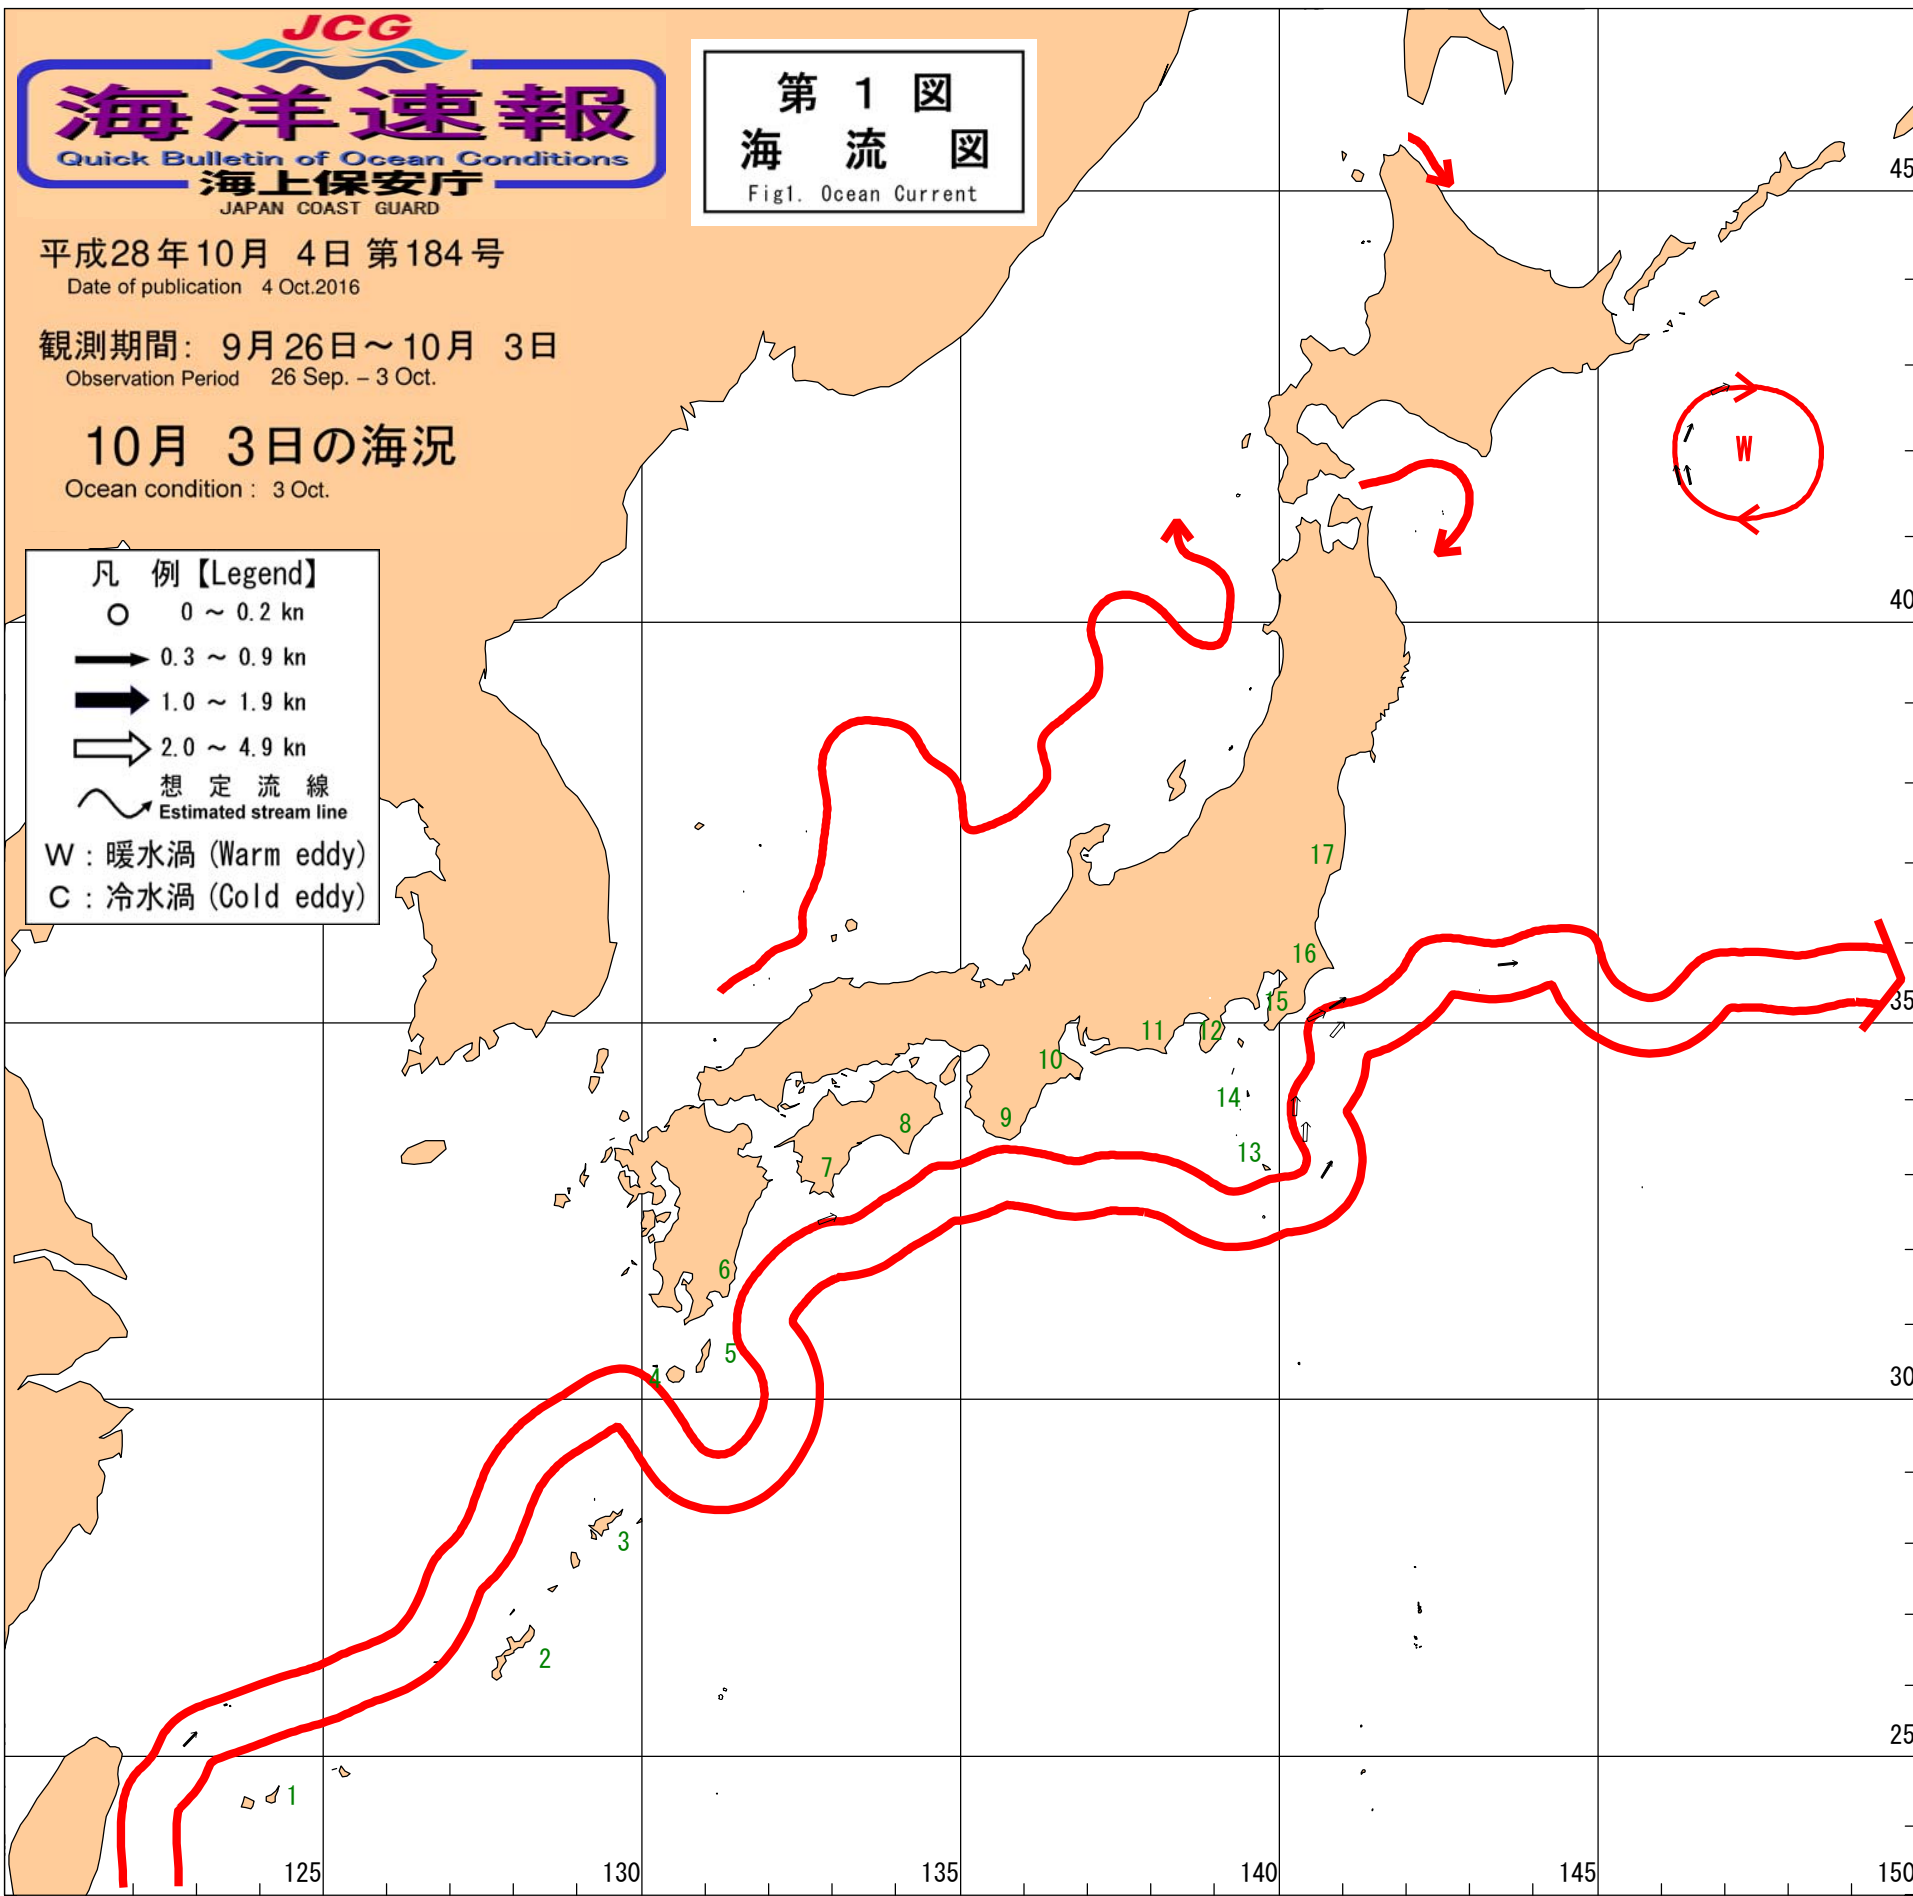 JCG
海洋速報
Quick Bulletin of Ocean Conditions
海上保安庁
JAPAN COAST GUARD
第 1 図
海 流 図
Fig1. Ocean Current
平成28年10月 4日 第184号
Date of publication 4 Oct.2016
観測期間: 9月26日～10月 3日
Observation Period 26 Sep. – 3 Oct.
10月 3日の海況
Ocean condition : 3 Oct.
凡 例【Legend】
0 ～ 0.2 kn
0.3 ～ 0.9 kn
1.0 ～ 1.9 kn
2.0 ～ 4.9 kn
想 定 流 線
Estimated stream line
W : 暖水渦 (Warm eddy)
C : 冷水渦 (Cold eddy)
45
W
40
17
16
15
35
11
12
10
14
8
9
13
7
6
5
4
30
3
2
25
1
125
130
135
140
145
150